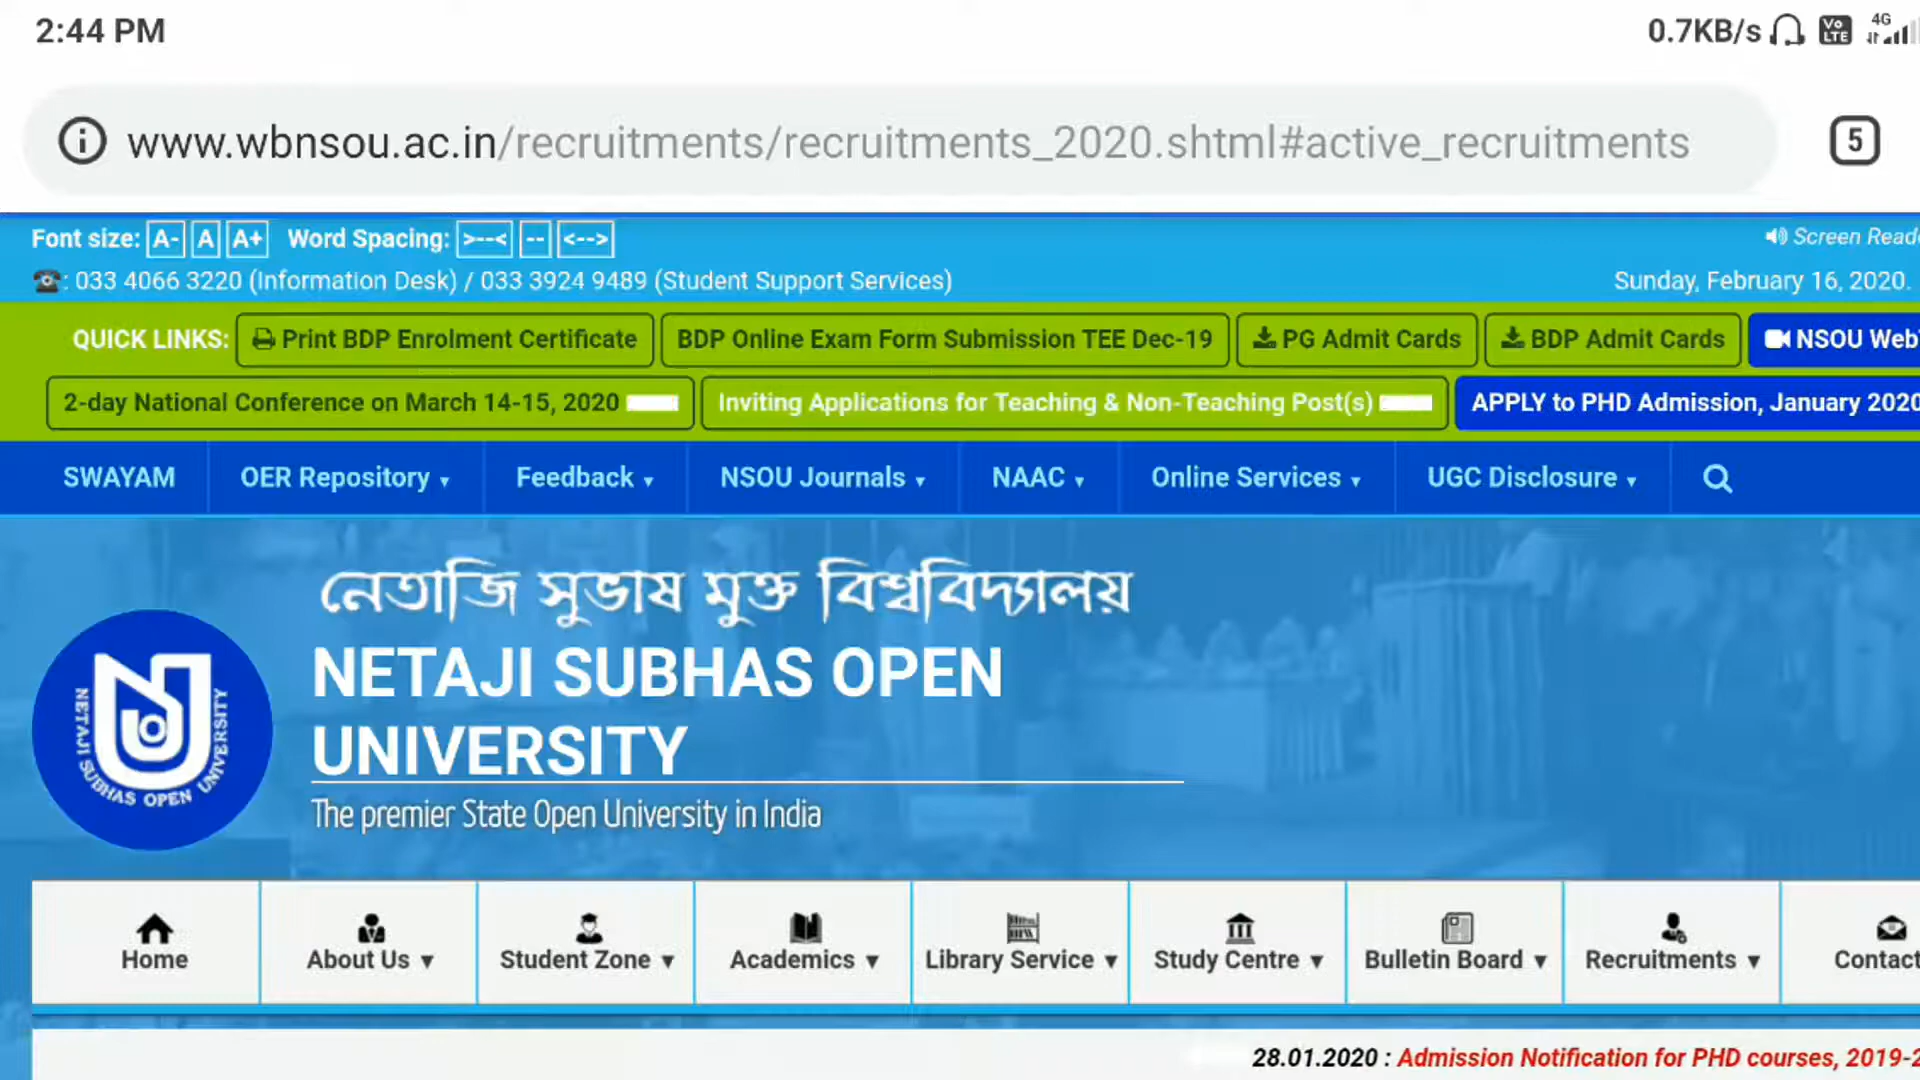 2:44 PM 0.7KB/s Vo LTE 4G
www.wbnsou.ac.in/recruitments/recruitments_2020.shtml#active_recruitments 5
Font size: A- A A+ Word Spacing: >--< -- <--> Screen Reade
☎: 033 4066 3220 (Information Desk) / 033 3924 9489 (Student Support Services) Sunday, February 16, 2020.
QUICK LINKS: Print BDP Enrolment Certificate BDP Online Exam Form Submission TEE Dec-19 PG Admit Cards BDP Admit Cards NSOU Web
2-day National Conference on March 14-15, 2020 Inviting Applications for Teaching & Non-Teaching Post(s) APPLY to PHD Admission, January 2020
SWAYAM OER Repository ▾ Feedback ▾ NSOU Journals ▾ NAAC ▾ Online Services ▾ UGC Disclosure ▾
নেতাজি সুভাষ মুক্ত বিশ্ববিদ্যালয়
NETAJI SUBHAS OPEN
UNIVERSITY
The premier State Open University in India
NETAJI SUBHAS OPEN UNIVERSITY
Home About Us ▼ Student Zone ▼ Academics ▼ Library Service ▼ Study Centre ▼ Bulletin Board ▼ Recruitments ▼ Contact
28.01.2020 : Admission Notification for PHD courses, 2019-2